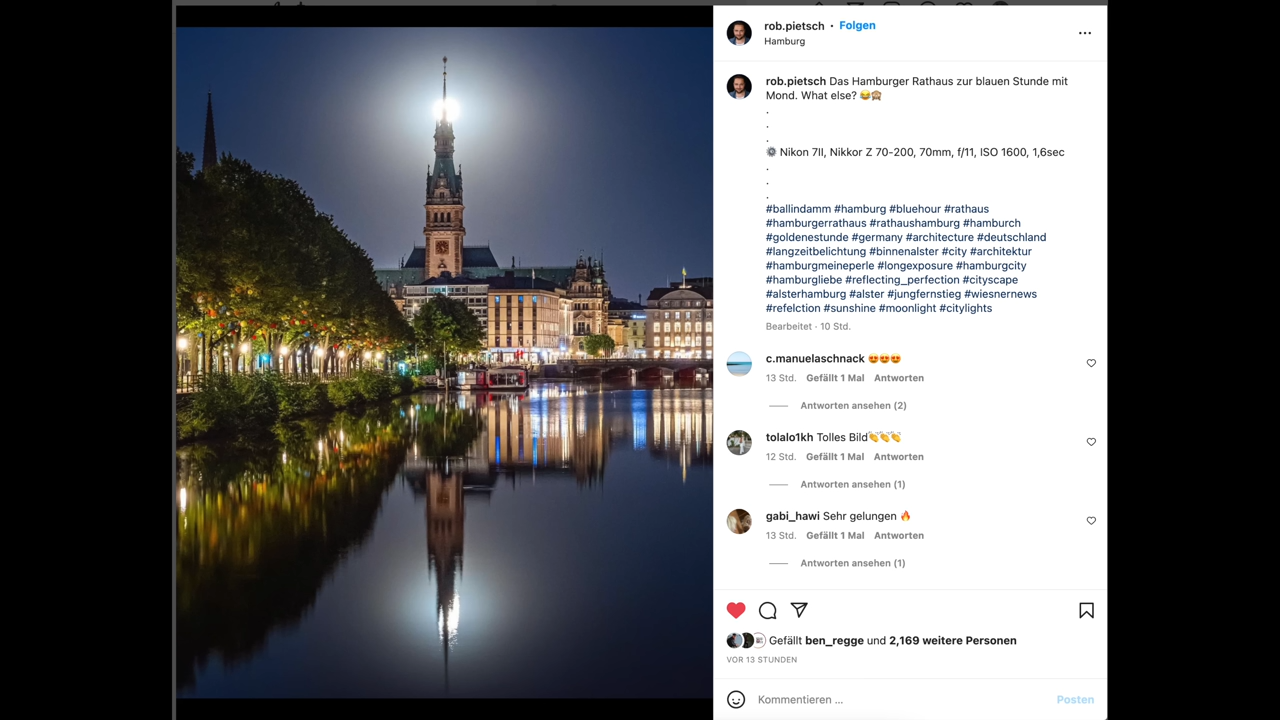 rob.pietsch • Folgen
Hamburg
rob.pietsch Das Hamburger Rathaus zur blauen Stunde mit
Mond. What else? 😂🙈
.
.
.
⚙️ Nikon 7II, Nikkor Z 70-200, 70mm, f/11, ISO 1600, 1,6sec
.
.
.
#ballindamm #hamburg #bluehour #rathaus
#hamburgerrathaus #rathaushamburg #hamburch
#goldenestunde #germany #architecture #deutschland
#langzeitbelichtung #binnenalster #city #architektur
#hamburgmeineperle #longexposure #hamburgcity
#hamburgliebe #reflecting_perfection #cityscape
#alsterhamburg #alster #jungfernstieg #wiesnernews
#refelction #sunshine #moonlight #citylights
Bearbeitet · 10 Std.
c.manuelaschnack 😍😍😍
13 Std. Gefällt 1 Mal Antworten
Antworten ansehen (2)
tolalo1kh Tolles Bild👏👏👏
12 Std. Gefällt 1 Mal Antworten
Antworten ansehen (1)
gabi_hawi Sehr gelungen 🔥
13 Std. Gefällt 1 Mal Antworten
Antworten ansehen (1)
Gefällt ben_regge und 2,169 weitere Personen
VOR 13 STUNDEN
Kommentieren ... Posten